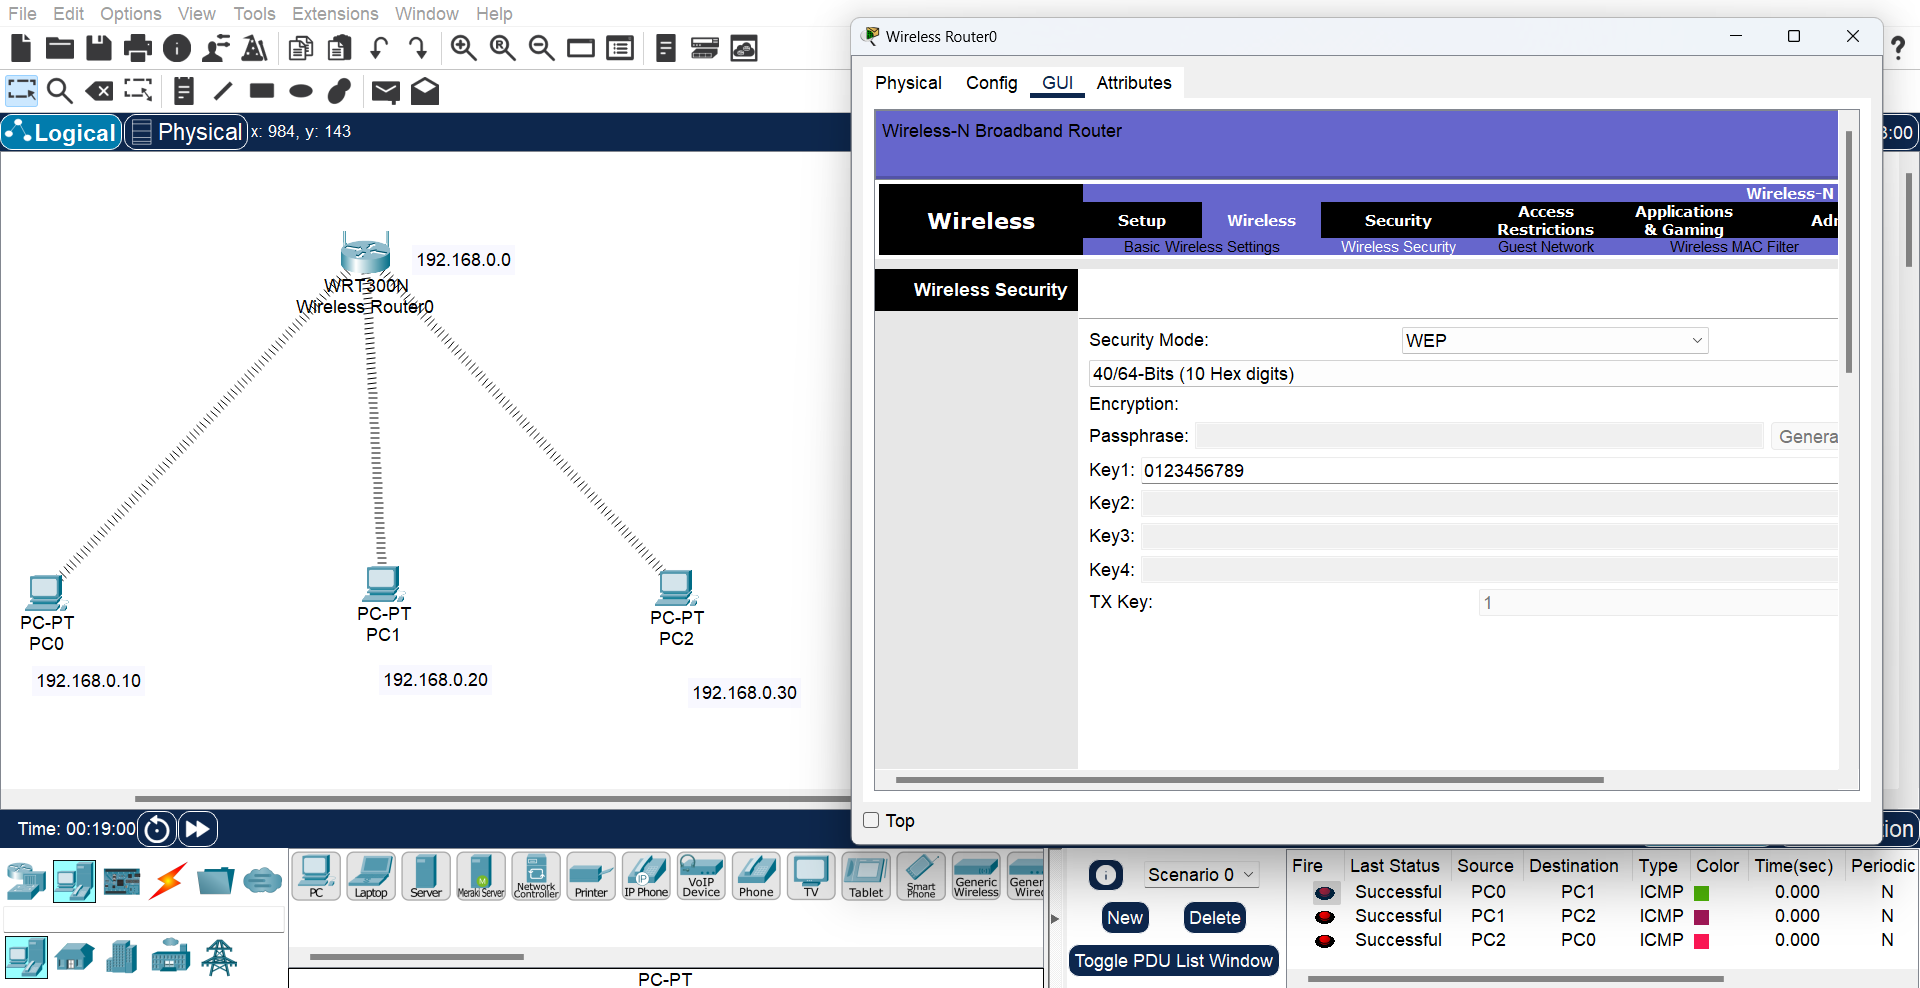 File Edit Options View Tools Extensions Window Help
Logical Physical x: 984, y: 143
192.168.0.0
WRT300N
Wireless Router0
PC-PT
PC0
192.168.0.10
PC-PT
PC1
192.168.0.20
PC-PT
PC2
192.168.0.30
Wireless Router0
?
Physical Config GUI Attributes
:00
Wireless-N Broadband Router
Wireless-N
Wireless
Setup
Wireless
Security
Access
Restrictions
Applications
& Gaming
Adr
Basic Wireless Settings Wireless Security Guest Network Wireless MAC Filter
Wireless Security
Security Mode: WEP
40/64-Bits (10 Hex digits)
Encryption:
Passphrase: Genera
Key1: 0123456789
Key2:
Key3:
Key4:
TX Key: 1
Top
Time: 00:19:00
ion
PC
Laptop
Server
Meraki Server
Network
Controller
Printer
IP
IP Phone
VoIP
Device
Phone
TV
Tablet
Smart
Phone
Generic
Wireless
Gener
Wirec
PC-PT
Scenario 0
New Delete
Toggle PDU List Window
Fire Last Status Source Destination Type Color Time(sec) Periodic
Successful PC0 PC1 ICMP 0.000 N
Successful PC1 PC2 ICMP 0.000 N
Successful PC2 PC0 ICMP 0.000 N